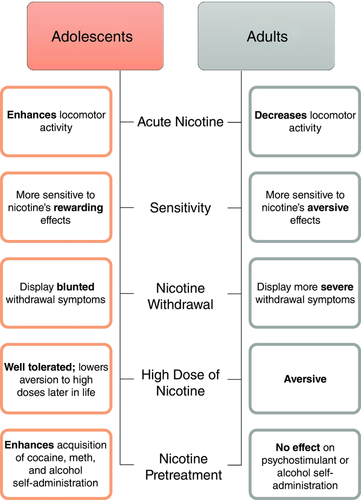 Adolescents
Adults
Enhances locomotor
activity
Acute Nicotine
Decreases locomotor
activity
More sensitive to
nicotine's rewarding
effects
Sensitivity
More sensitive to
nicotine's aversive
effects
Display blunted
withdrawal symptoms
Nicotine
Withdrawal
Display more severe
withdrawal symptoms
Well tolerated; lowers
aversion to high
doses later in life
High Dose of
Nicotine
Aversive
Enhances acquisition
of cocaine, meth,
and alcohol
self-administration
Nicotine
Pretreatment
No effect on
psychostimulant or
alcohol self-
administration